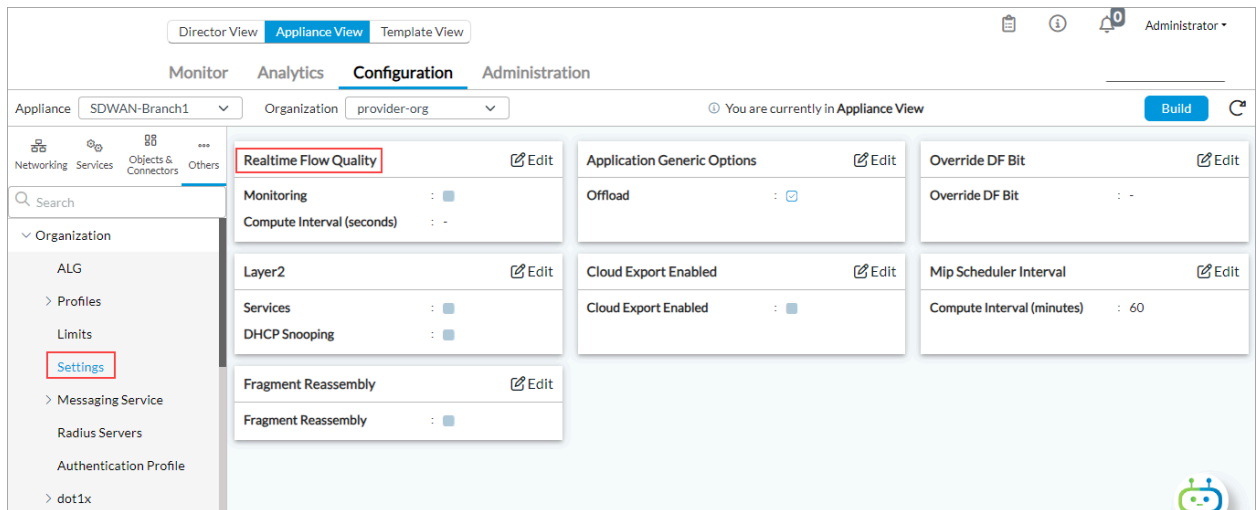 Director View Appliance View Template View
0
Administrator
Monitor Analytics Configuration Administration
Appliance SDWAN-Branch1 Organization provider-org You are currently in Appliance View Build
Networking Services Objects & Connectors Others
Search
Organization
ALG
Profiles
Limits
Settings
Messaging Service
Radius Servers
Authentication Profile
dot1x
Realtime Flow Quality Edit
Monitoring :
Compute Interval (seconds) : -
Application Generic Options Edit
Offload :
Override DF Bit Edit
Override DF Bit : -
Layer2 Edit
Services :
DHCP Snooping :
Cloud Export Enabled Edit
Cloud Export Enabled :
Mip Scheduler Interval Edit
Compute Interval (minutes) : 60
Fragment Reassembly Edit
Fragment Reassembly :